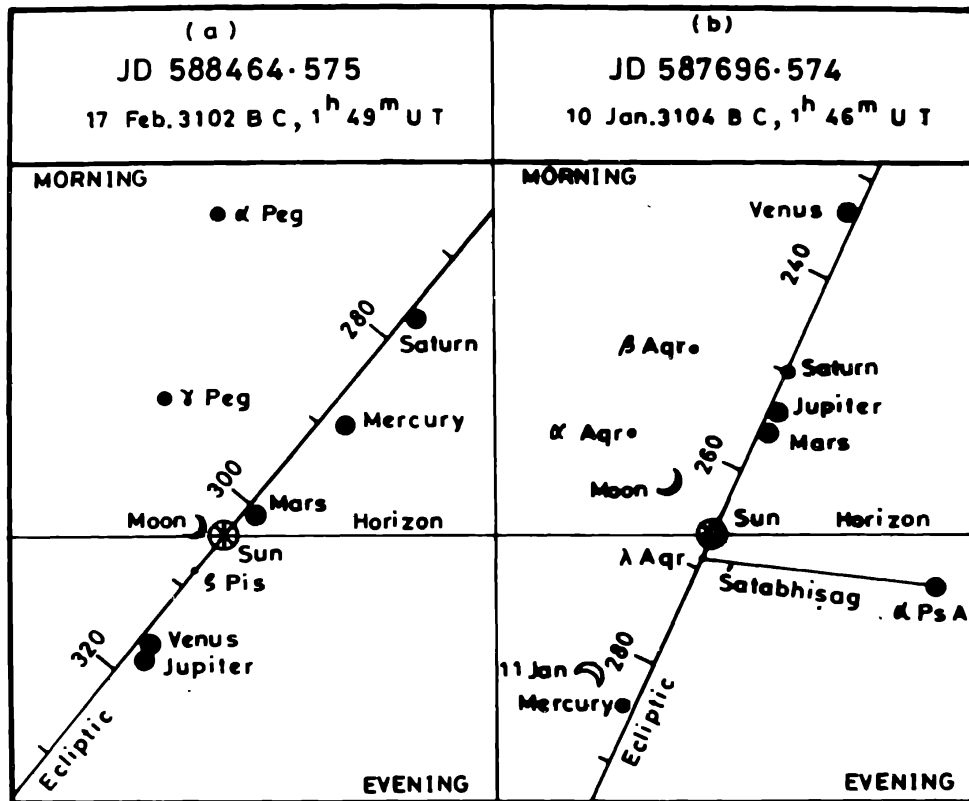 (a)
JD 588464·575
17 Feb. 3102 B C, 1h 49m U T
MORNING
α Peg
280
Saturn
γ Peg
Mercury
300
Mars
Moon
Horizon
Sun
ζ Pis
320
Venus
Jupiter
Ecliptic
EVENING
(b)
JD 587696·574
10 Jan. 3104 B C, 1h 46m U T
MORNING
Venus
240
β Aqr
Saturn
Jupiter
α Aqr
Mars
260
Moon
Sun
Horizon
λ Aqr
Śatabhiṣag
α Ps A
280
11 Jan
Mercury
Ecliptic
EVENING